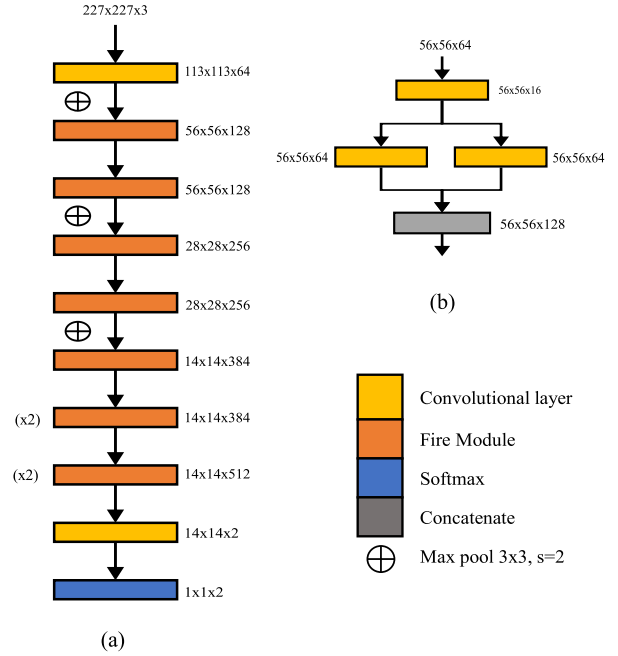 227x227x3
113x113x64
56x56x128
56x56x128
28x28x256
28x28x256
14x14x384
(x2)
14x14x384
(x2)
14x14x512
14x14x2
1x1x2
(a)
56x56x64
56x56x16
56x56x64
56x56x64
56x56x128
(b)
Convolutional layer
Fire Module
Softmax
Concatenate
Max pool 3x3, s=2